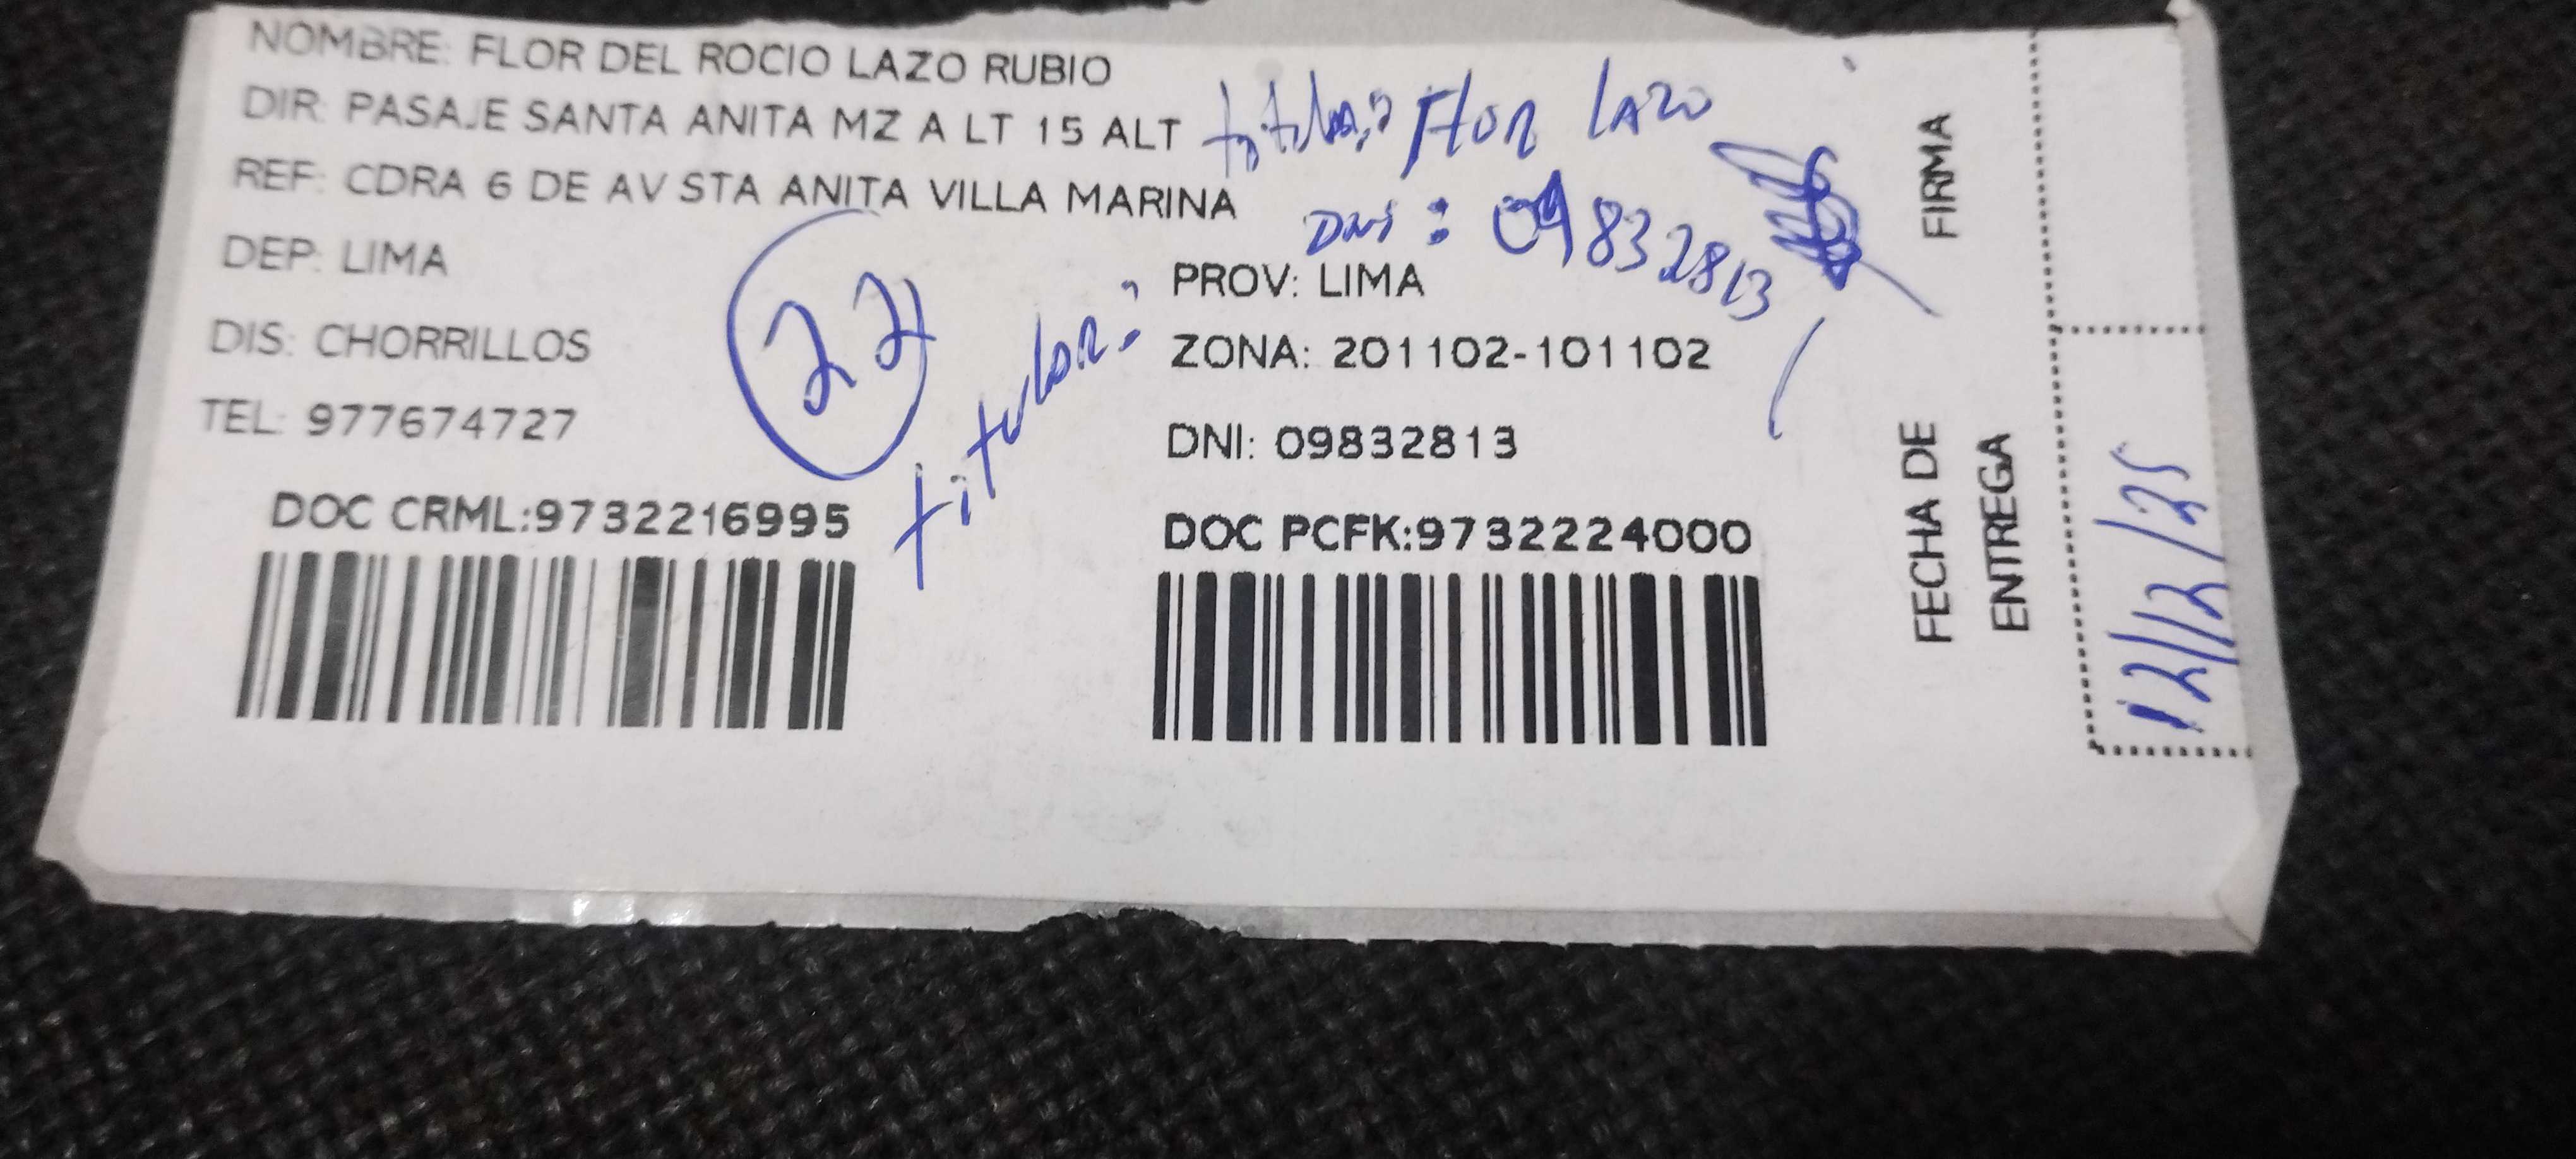 NOMBRE: FLOR DEL ROCIO LAZO RUBIO
DIR: PASAJE SANTA ANITA MZ A LT 15 ALT
titular: Flor Lazo
REF: CDRA 6 DE AV STA ANITA VILLA MARINA
DNI: 09832813
DEP: LIMA
PROV: LIMA
22
titular:
DIS: CHORRILLOS
ZONA: 201102-101102
TEL: 977674727
DNI: 09832813
DOC CRML:9732216995
DOC PCFK:9732224000
FIRMA
FECHA DE
ENTREGA
12/12/25